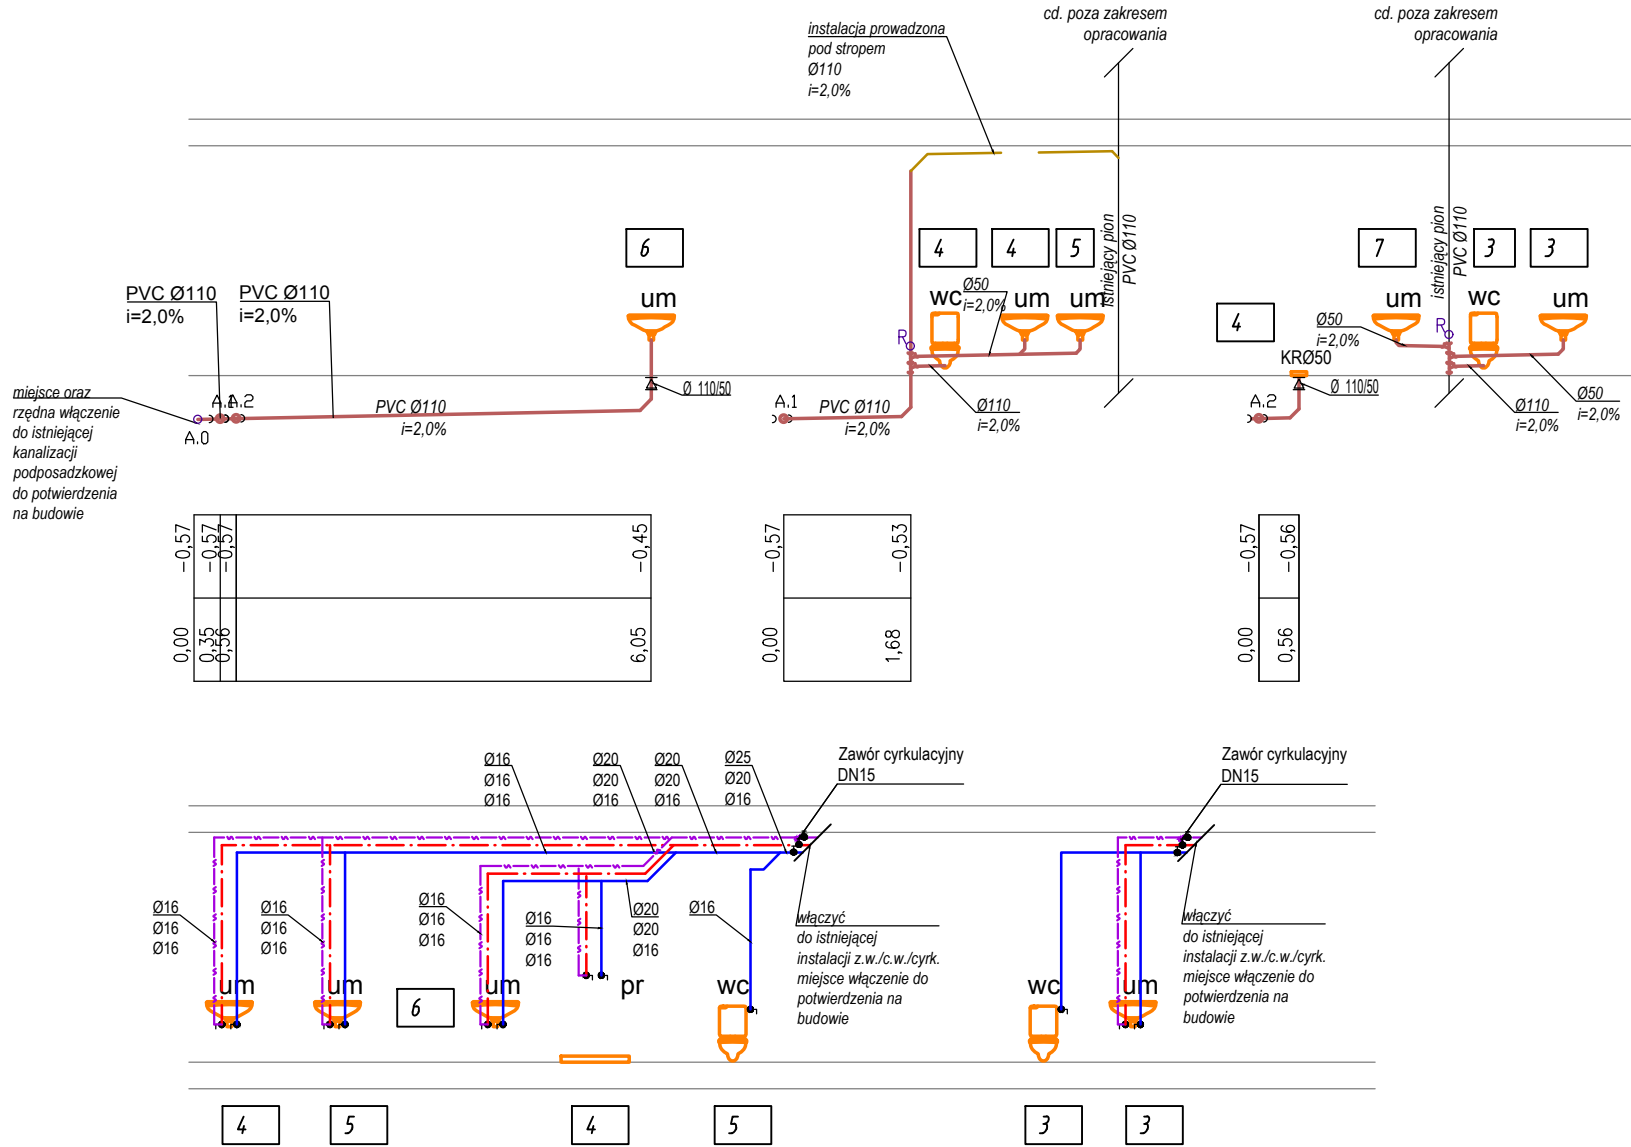 instalacja prowadzona
pod stropem
Ø110
i=2,0%
cd. poza zakresem
opracowania
cd. poza zakresem
opracowania
6
4
4
5
7
3
3
istniejący pion
PVC Ø110
istniejący pion
PVC Ø110
PVC Ø110
i=2,0%
PVC Ø110
i=2,0%
um
wc
Ø50
i=2,0%
um
um
4
um
wc
um
R
R
Ø50
i=2,0%
KRØ50
Ø 110/50
Ø 110/50
miejsce oraz
rzędna włączenie
do istniejącej
kanalizacji
podposadzkowej
do potwierdzenia
na budowie
A.0
A.1
A.2
PVC Ø110
i=2,0%
A.1
PVC Ø110
i=2,0%
Ø110
i=2,0%
A.2
Ø110
i=2,0%
Ø50
i=2,0%
-0,57
-0,57
-0,57
-0,45
-0,57
-0,53
-0,57
-0,56
0,00
0,35
0,56
6,05
0,00
1,68
0,00
0,56
Ø16
Ø16
Ø16
Ø20
Ø20
Ø16
Ø20
Ø20
Ø16
Ø25
Ø20
Ø16
Zawór cyrkulacyjny
DN15
Zawór cyrkulacyjny
DN15
Ø16
Ø16
Ø16
Ø16
Ø16
Ø16
Ø16
Ø16
Ø16
Ø16
Ø16
Ø16
Ø20
Ø20
Ø16
Ø16
włączyć
do istniejącej
instalacji z.w./c.w./cyrk.
miejsce włączenie do
potwierdzenia na
budowie
włączyć
do istniejącej
instalacji z.w./c.w./cyrk.
miejsce włączenie do
potwierdzenia na
budowie
um
um
6
um
pr
wc
wc
um
4
5
4
5
3
3